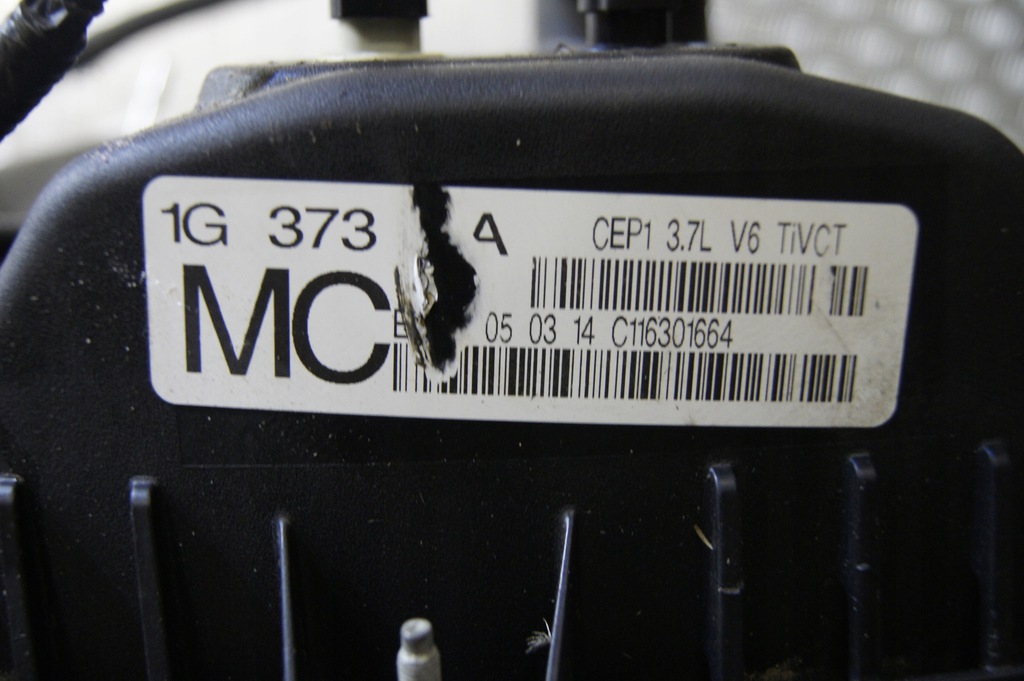 1G 373 A CEP1 3.7L V6 TiVCT
MC
05 03 14 C116301664